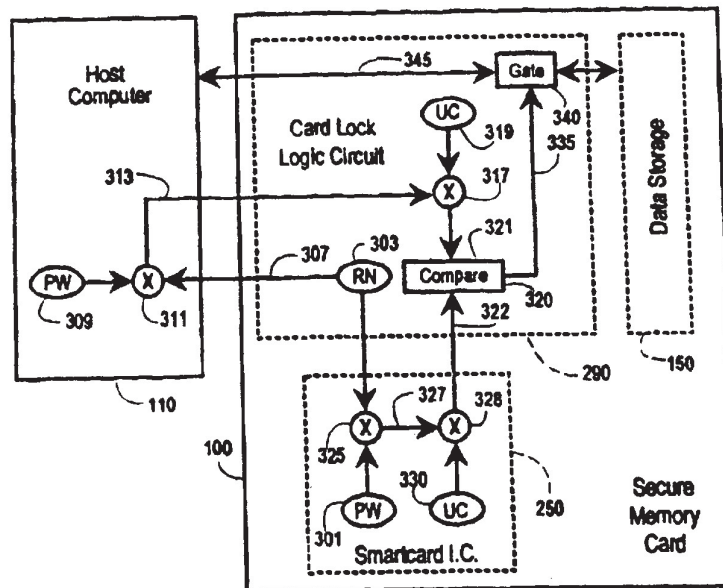 Host
Computer
345
Gate
340
UC
319
335
Card Lock
Logic Circuit
313
X
317
321
307
303
PW
X
RN
Compare
320
309
311
322
Data Storage
150
290
110
327
328
X
X
325
100
330
PW
UC
301
250
Smartcard I.C.
Secure
Memory
Card